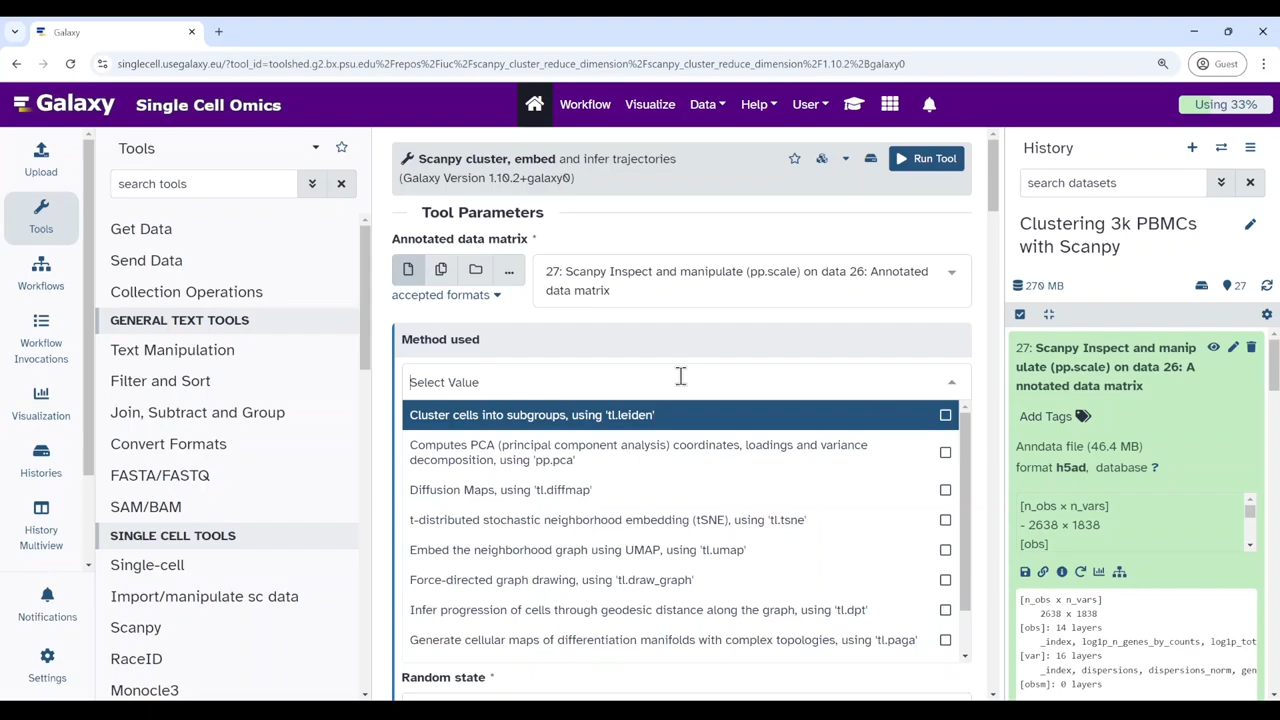 Galaxy
singlecell.usegalaxy.eu/?tool_id=toolshed.g2.bx.psu.edu%2Frepos%2Fiuc%2Fscanpy_cluster_reduce_dimension%2Fscanpy_cluster_reduce_dimension%2F1.10.2%2Bgalaxy0
Guest
Galaxy Single Cell Omics
Workflow
Visualize
Data
Help
User
Using 33%
Upload
Tools
Workflows
Workflow
Invocations
Visualization
Histories
History
Multiview
Notifications
Settings
Tools
search tools
Get Data
Send Data
Collection Operations
GENERAL TEXT TOOLS
Text Manipulation
Filter and Sort
Join, Subtract and Group
Convert Formats
FASTA/FASTQ
SAM/BAM
SINGLE CELL TOOLS
Single-cell
Import/manipulate sc data
Scanpy
RaceID
Monocle3
Scanpy cluster, embed and infer trajectories
(Galaxy Version 1.10.2+galaxy0)
Run Tool
Tool Parameters
Annotated data matrix *
...
accepted formats
27: Scanpy Inspect and manipulate (pp.scale) on data 26: Annotated
data matrix
Method used
Select Value
Cluster cells into subgroups, using 'tl.leiden'
Computes PCA (principal component analysis) coordinates, loadings and variance
decomposition, using 'pp.pca'
Diffusion Maps, using 'tl.diffmap'
t-distributed stochastic neighborhood embedding (tSNE), using 'tl.tsne'
Embed the neighborhood graph using UMAP, using 'tl.umap'
Force-directed graph drawing, using 'tl.draw_graph'
Infer progression of cells through geodesic distance along the graph, using 'tl.dpt'
Generate cellular maps of differentiation manifolds with complex topologies, using 'tl.paga'
Random state *
History
search datasets
Clustering 3k PBMCs
with Scanpy
270 MB
27
27: Scanpy Inspect and manip
ulate (pp.scale) on data 26: A
nnotated data matrix
Add Tags
Anndata file (46.4 MB)
format h5ad, database ?
[n_obs × n_vars]
- 2638 × 1838
[obs]
[n_obs x n_vars]
2638 x 1838
[obs]: 14 layers
_index, log1p_n_genes_by_counts, log1p_tot
[var]: 16 layers
_index, dispersions, dispersions_norm, gen
[obsm]: 0 layers